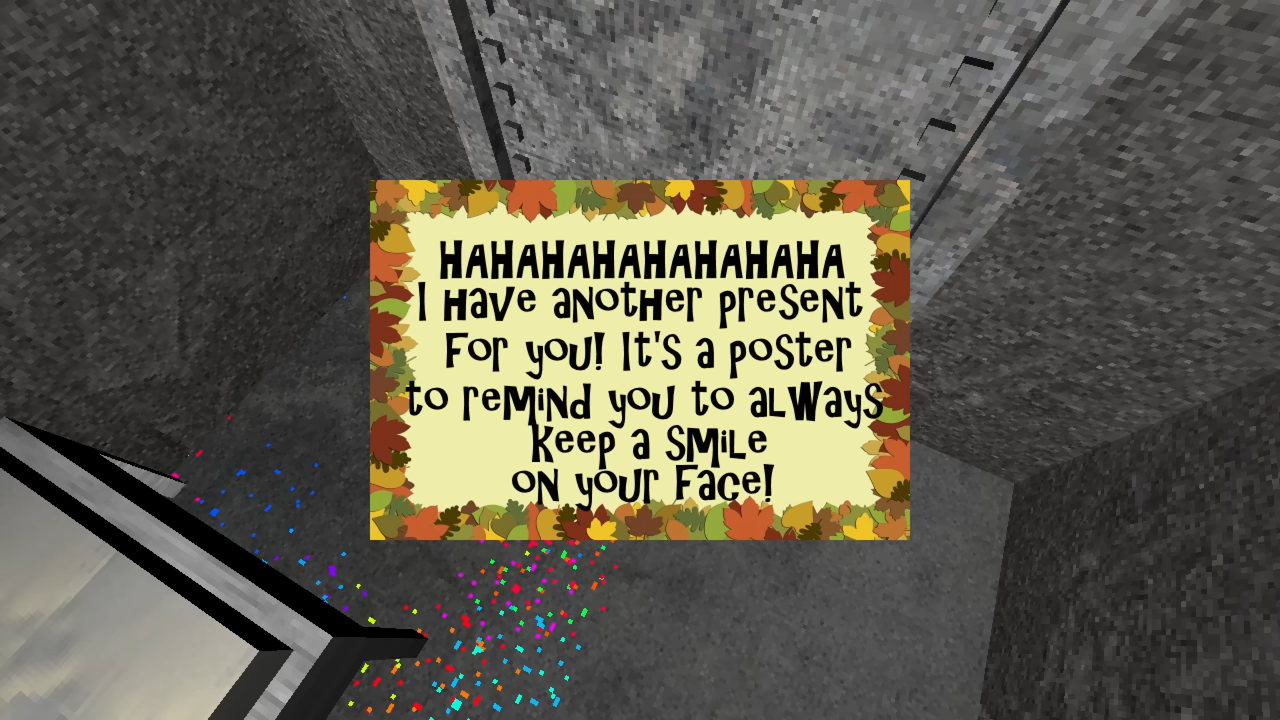 HAHAHAHAHAHAHAHA
I Have another present
For you! It's a poster
to remind you to always
Keep a smile
on your Face!